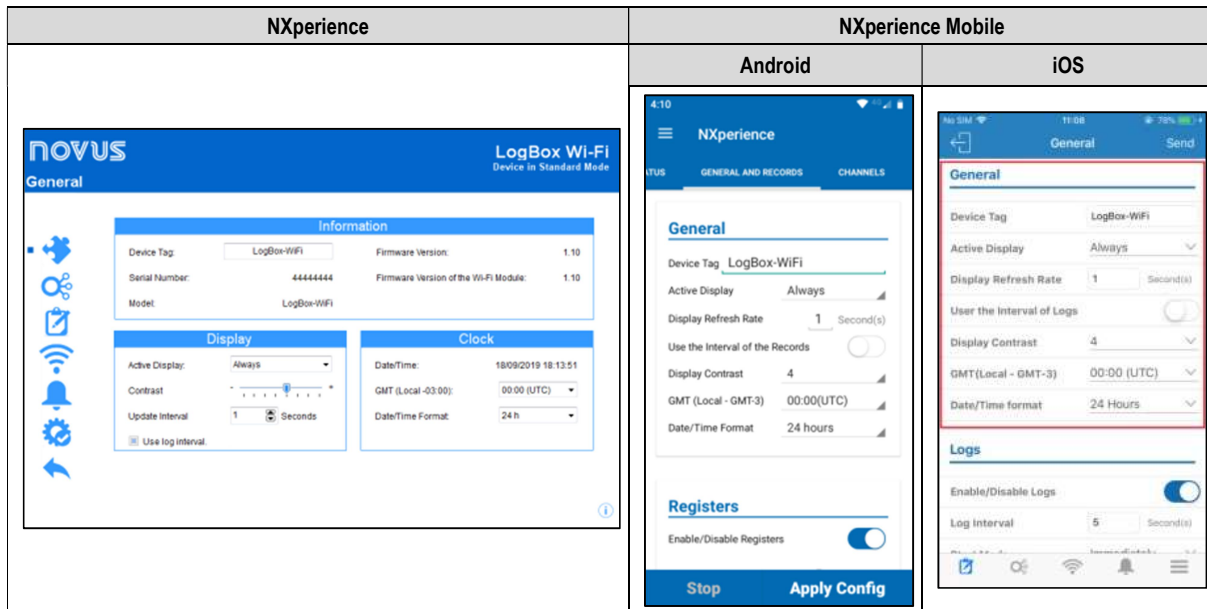 NXperience
NXperience Mobile
Android
iOS
NOVUS
LogBox Wi-Fi
Device in Standard Mode
General
Information
Device Tag: LogBox-WiFi Firmware Version: 1.10
Serial Number: 44444444 Firmware Version of the Wi-Fi Module: 1.10
Model: LogBox-WiFi
Display
Active Display: Always
Contrast - +
Update Interval 1 Seconds
Use log interval.
Clock
Date/Time: 18/09/2019 18:13:51
GMT (Local -03:00): 00:00 (UTC)
Date/Time Format: 24 h
4:10 4G
NXperience
ATUS GENERAL AND RECORDS CHANNELS
General
Device Tag LogBox-WiFi
Active Display Always
Display Refresh Rate 1 Second(s)
Use the Interval of the Records
Display Contrast 4
GMT (Local - GMT-3) 00:00(UTC)
Date/Time Format 24 hours
Registers
Enable/Disable Registers
Stop Apply Config
No SIM 11:08 78%
General Send
General
Device Tag LogBox-WiFi
Active Display Always
Display Refresh Rate 1 Second(s)
User the Interval of Logs
Display Contrast 4
GMT(Local - GMT-3) 00:00 (UTC)
Date/Time format 24 Hours
Logs
Enable/Disable Logs
Log Interval 5 Second(s)